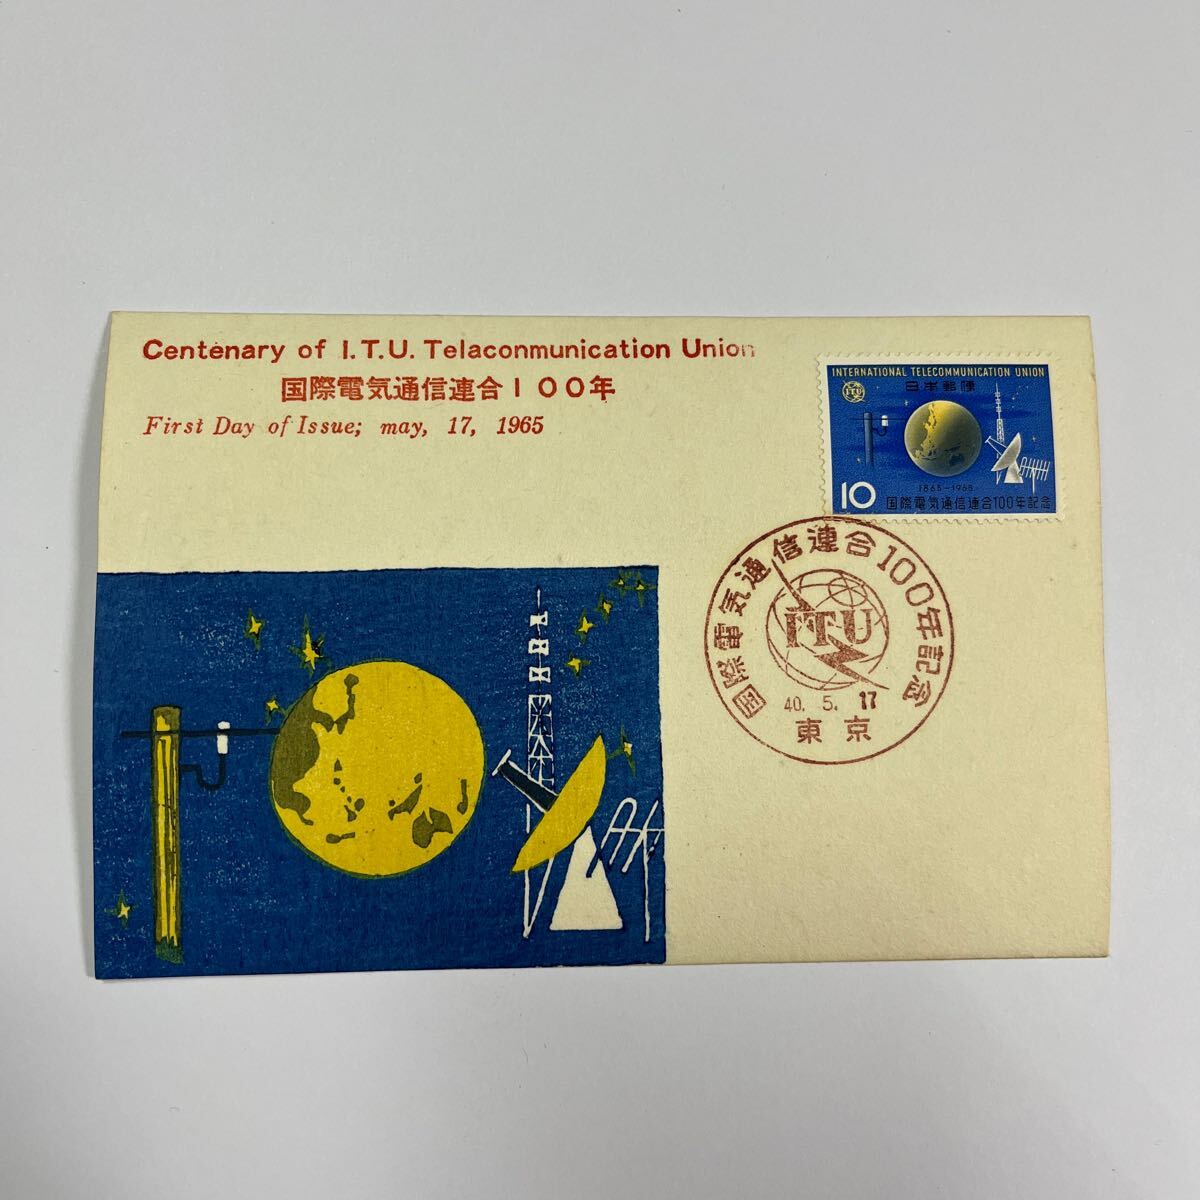 Centenary of I.T.U. Telaconmunication Union
国際電気通信連合100年
First Day of Issue; may, 17, 1965
INTERNATIONAL TELECOMMUNICATION UNION
日本郵便
ITU
1865-1965
10
国際電気通信連合100年記念
国際電気通信連合100年記念
ITU
40. 5. 17
東京